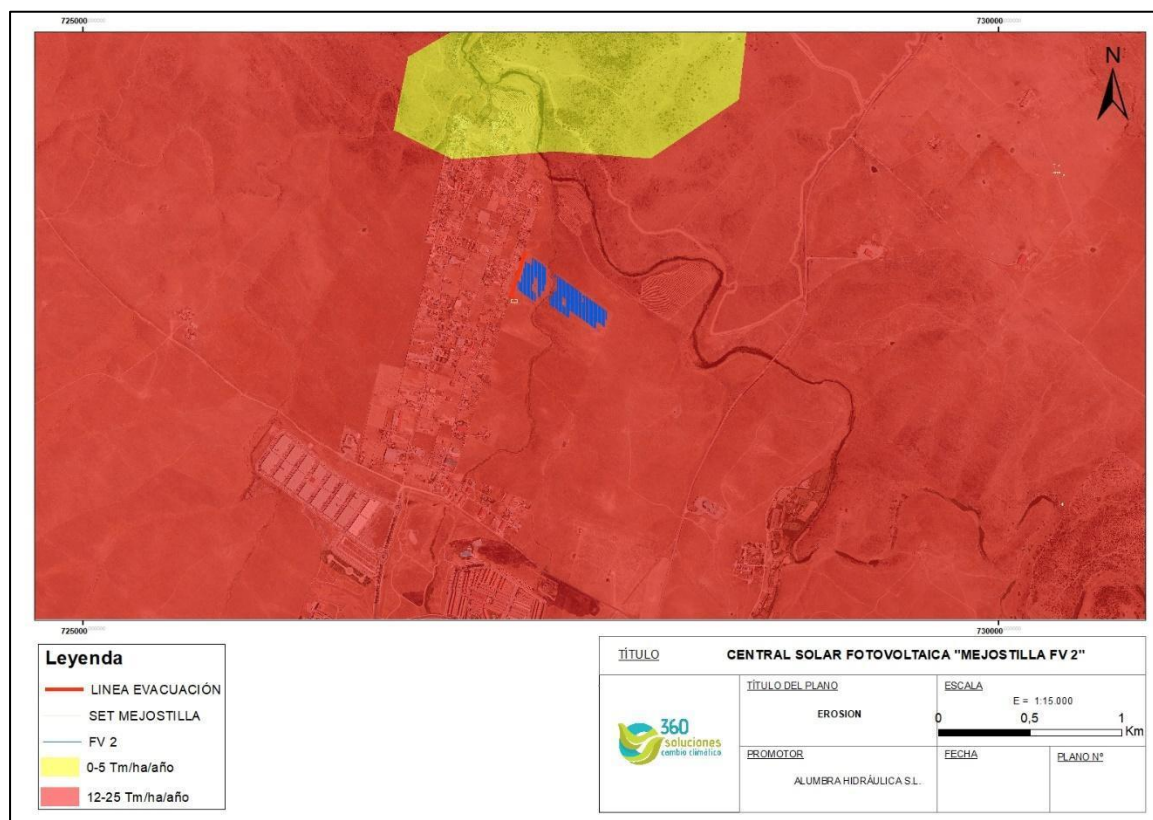 725000
730000
N
725000
730000
Leyenda
LINEA EVACUACIÓN
SET MEJOSTILLA
FV 2
0-5 Tm/ha/año
12-25 Tm/ha/año
TÍTULO
CENTRAL SOLAR FOTOVOLTAICA "MEJOSTILLA FV 2"
360
soluciones
cambio climático
TÍTULO DEL PLANO
EROSION
ESCALA
E = 1:15.000
0 0,5 1
Km
PROMOTOR
ALUMBRA HIDRÁULICA S.L.
FECHA
PLANO Nº